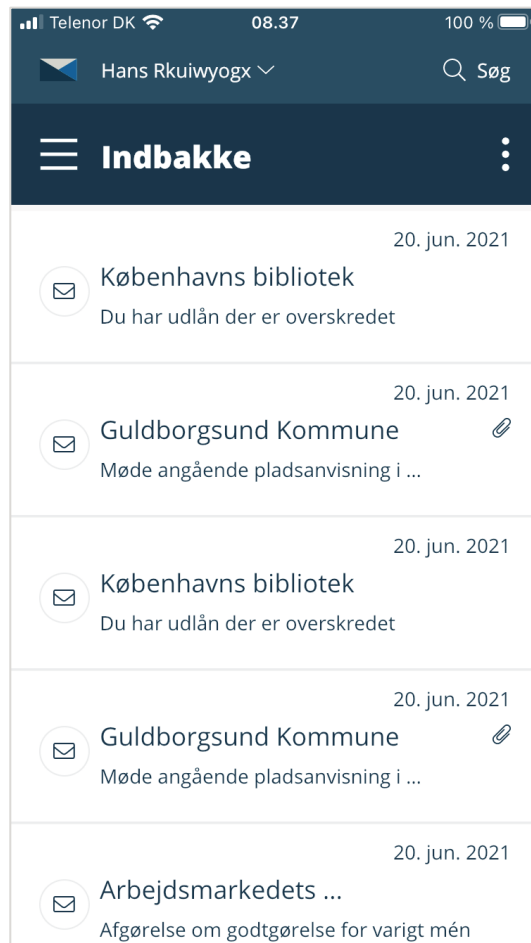 Telenor DK 08.37 100 %
Hans Rkuiwyogx Søg
Indbakke
20. jun. 2021
Københavns bibliotek
Du har udlån der er overskredet
20. jun. 2021
Guldborgsund Kommune
Møde angående pladsanvisning i ...
20. jun. 2021
Københavns bibliotek
Du har udlån der er overskredet
20. jun. 2021
Guldborgsund Kommune
Møde angående pladsanvisning i ...
20. jun. 2021
Arbejdsmarkedets ...
Afgørelse om godtgørelse for varigt mén